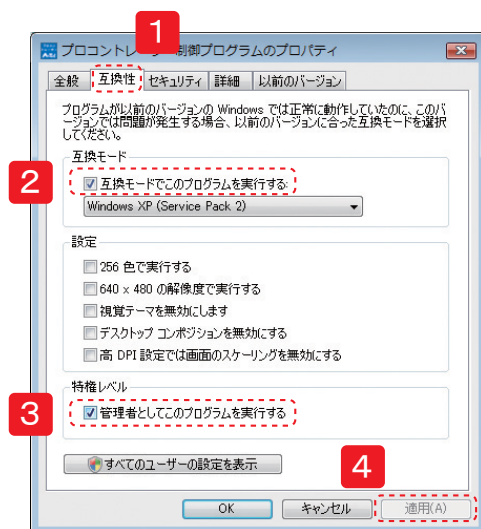 1
プロコントレ 制御プログラムのプロパティ
全般 互換性 セキュリティ 詳細 以前のバージョン
プログラムが以前のバージョンの Windows では正常に動作していたのに、このバ
ージョンでは問題が発生する場合、以前のバージョンに合った互換モードを選択
してください。
互換モード
2
互換モードでこのプログラムを実行する:
Windows XP (Service Pack 2)
設定
256 色で実行する
640 x 480 の解像度で実行する
視覚テーマを無効にします
デスクトップ コンポジションを無効にする
高 DPI 設定では画面のスケーリングを無効にする
特権レベル
3
管理者としてこのプログラムを実行する
すべてのユーザーの設定を表示
4
OK キャンセル 適用(A)